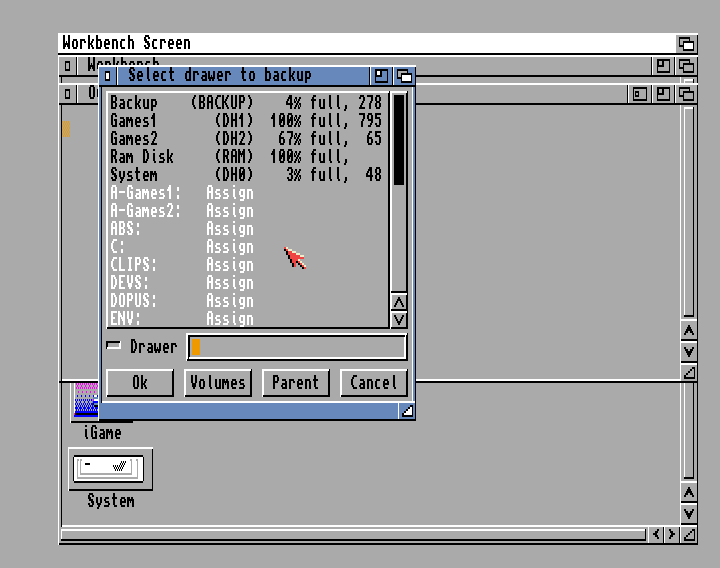 Workbench Screen
Workbench
Select drawer to backup
Backup (BACKUP) 4% full, 278
Games1 (DH1) 100% full, 795
Games2 (DH2) 67% full, 65
Ram Disk (RAM) 100% full,
System (DH0) 3% full, 48
A-Games1: Assign
A-Games2: Assign
ABS: Assign
C: Assign
CLIPS: Assign
DEVS: Assign
DOPUS: Assign
ENV: Assign
Drawer
Ok Volumes Parent Cancel
iGame
System